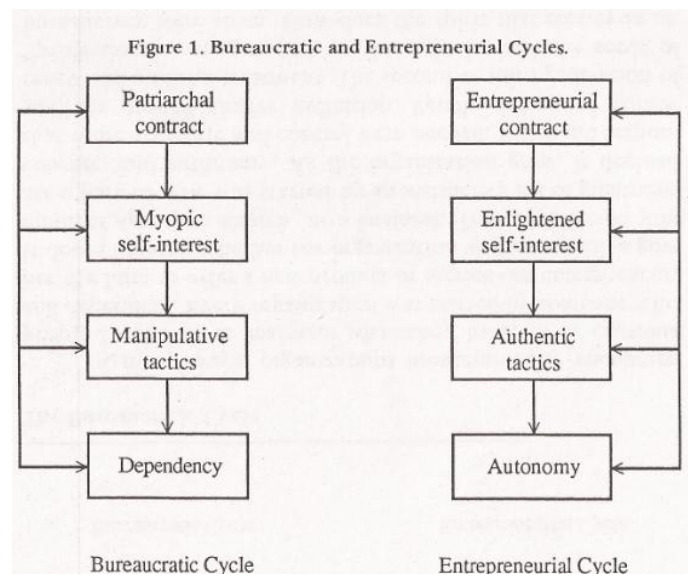 Figure 1. Bureaucratic and Entrepreneurial Cycles.
Patriarchal
contract
Myopic
self-interest
Manipulative
tactics
Dependency
Bureaucratic Cycle
Entrepreneurial
contract
Enlightened
self-interest
Authentic
tactics
Autonomy
Entrepreneurial Cycle